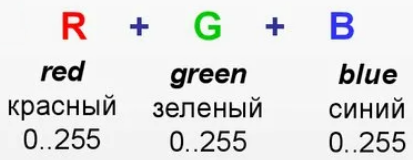 R + G + B
red green blue
красный зеленый синий
0..255 0..255 0..255